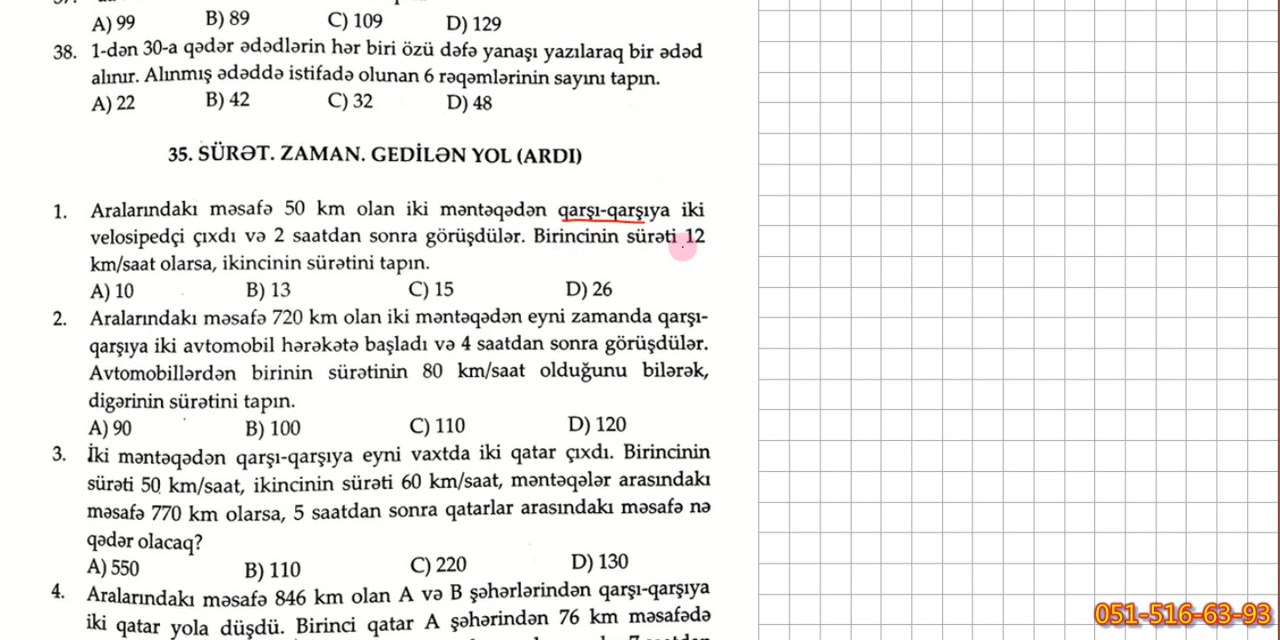 A) 99 B) 89 C) 109 D) 129
38. 1-dən 30-a qədər ədədlərin hər biri özü dəfə yanaşı yazılaraq bir ədəd
alınır. Alınmış ədəddə istifadə olunan 6 rəqəmlərinin sayını tapın.
A) 22 B) 42 C) 32 D) 48
35. SÜRƏT. ZAMAN. GEDİLƏN YOL (ARDI)
1. Aralarındakı məsafə 50 km olan iki məntəqədən qarşı-qarşıya iki
velosipedçi çıxdı və 2 saatdan sonra görüşdülər. Birincinin sürəti 12
km/saat olarsa, ikincinin sürətini tapın.
A) 10 B) 13 C) 15 D) 26
2. Aralarındakı məsafə 720 km olan iki məntəqədən eyni zamanda qarşı-
qarşıya iki avtomobil hərəkətə başladı və 4 saatdan sonra görüşdülər.
Avtomobillərdən birinin sürətinin 80 km/saat olduğunu bilərək,
digərinin sürətini tapın.
A) 90 B) 100 C) 110 D) 120
3. İki məntəqədən qarşı-qarşıya eyni vaxtda iki qatar çıxdı. Birincinin
sürəti 50 km/saat, ikincinin sürəti 60 km/saat, məntəqələr arasındakı
məsafə 770 km olarsa, 5 saatdan sonra qatarlar arasındakı məsafə nə
qədər olacaq?
A) 550 B) 110 C) 220 D) 130
4. Aralarındakı məsafə 846 km olan A və B şəhərlərindən qarşı-qarşıya
iki qatar yola düşdü. Birinci qatar A şəhərindən 76 km məsafədə
051-516-63-93